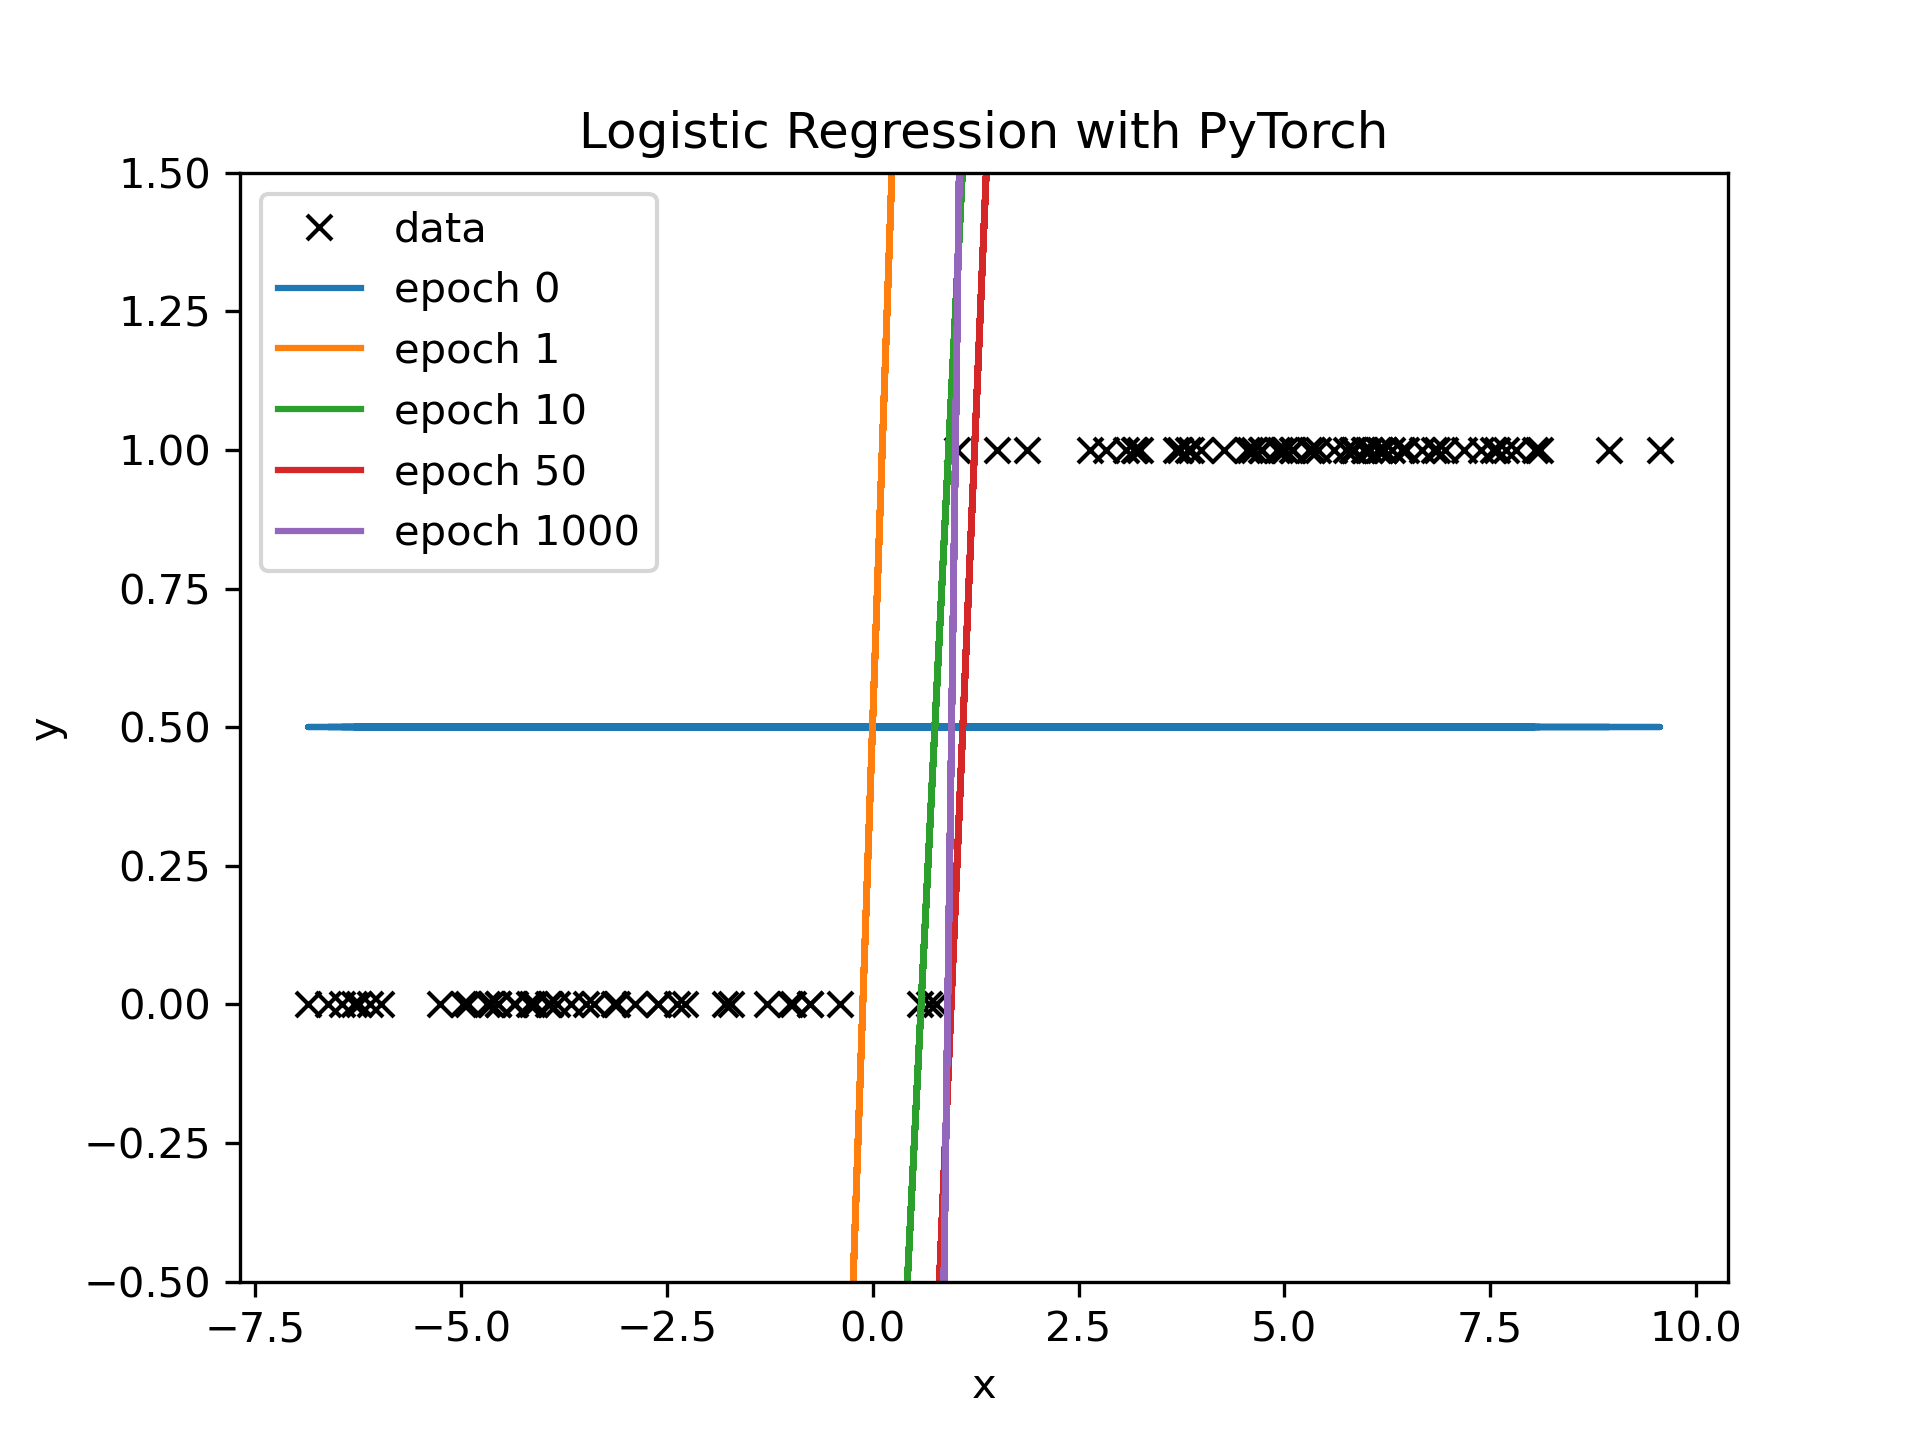 Logistic Regression with PyTorch
1.50
1.25
1.00
0.75
0.50
0.25
0.00
−0.25
−0.50
y
data
epoch 0
epoch 1
epoch 10
epoch 50
epoch 1000
−7.5 −5.0 −2.5 0.0 2.5 5.0 7.5 10.0
x